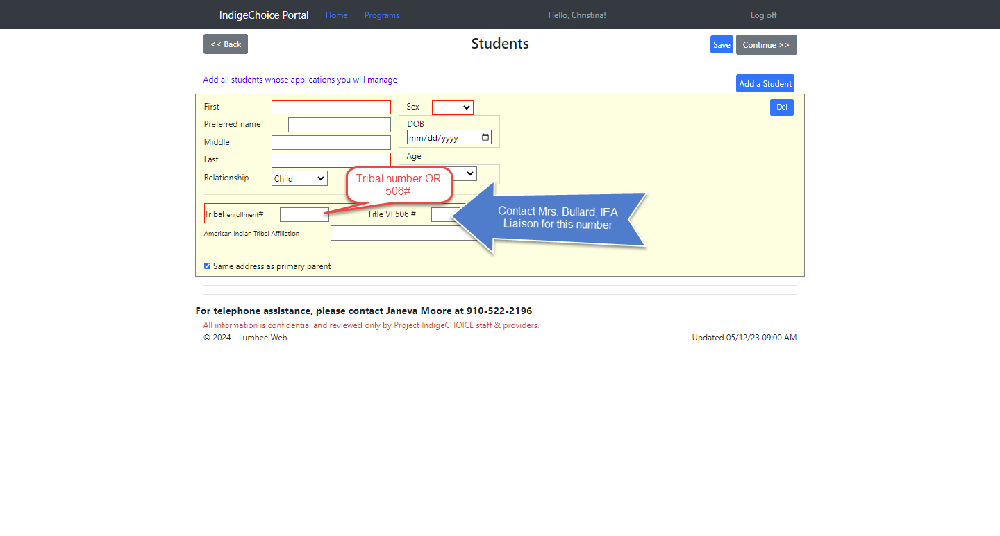 IndigeChoice Portal Home Programs Hello, Christina! Log off
<< Back Students Save Continue >>
Add all students whose applications you will manage Add a Student
First Sex Del
Preferred name DOB
mm/dd/yyyy
Middle
Last Age
Relationship Child
Tribal number OR
506#
Tribal enrollment# Title VI 506 #
Contact Mrs. Bullard, IEA
Liaison for this number
American Indian Tribal Affiliation
Same address as primary parent
For telephone assistance, please contact Janeva Moore at 910-522-2196
All information is confidential and reviewed only by Project IndigeCHOICE staff & providers.
© 2024 - Lumbee Web Updated 05/12/23 09:00 AM